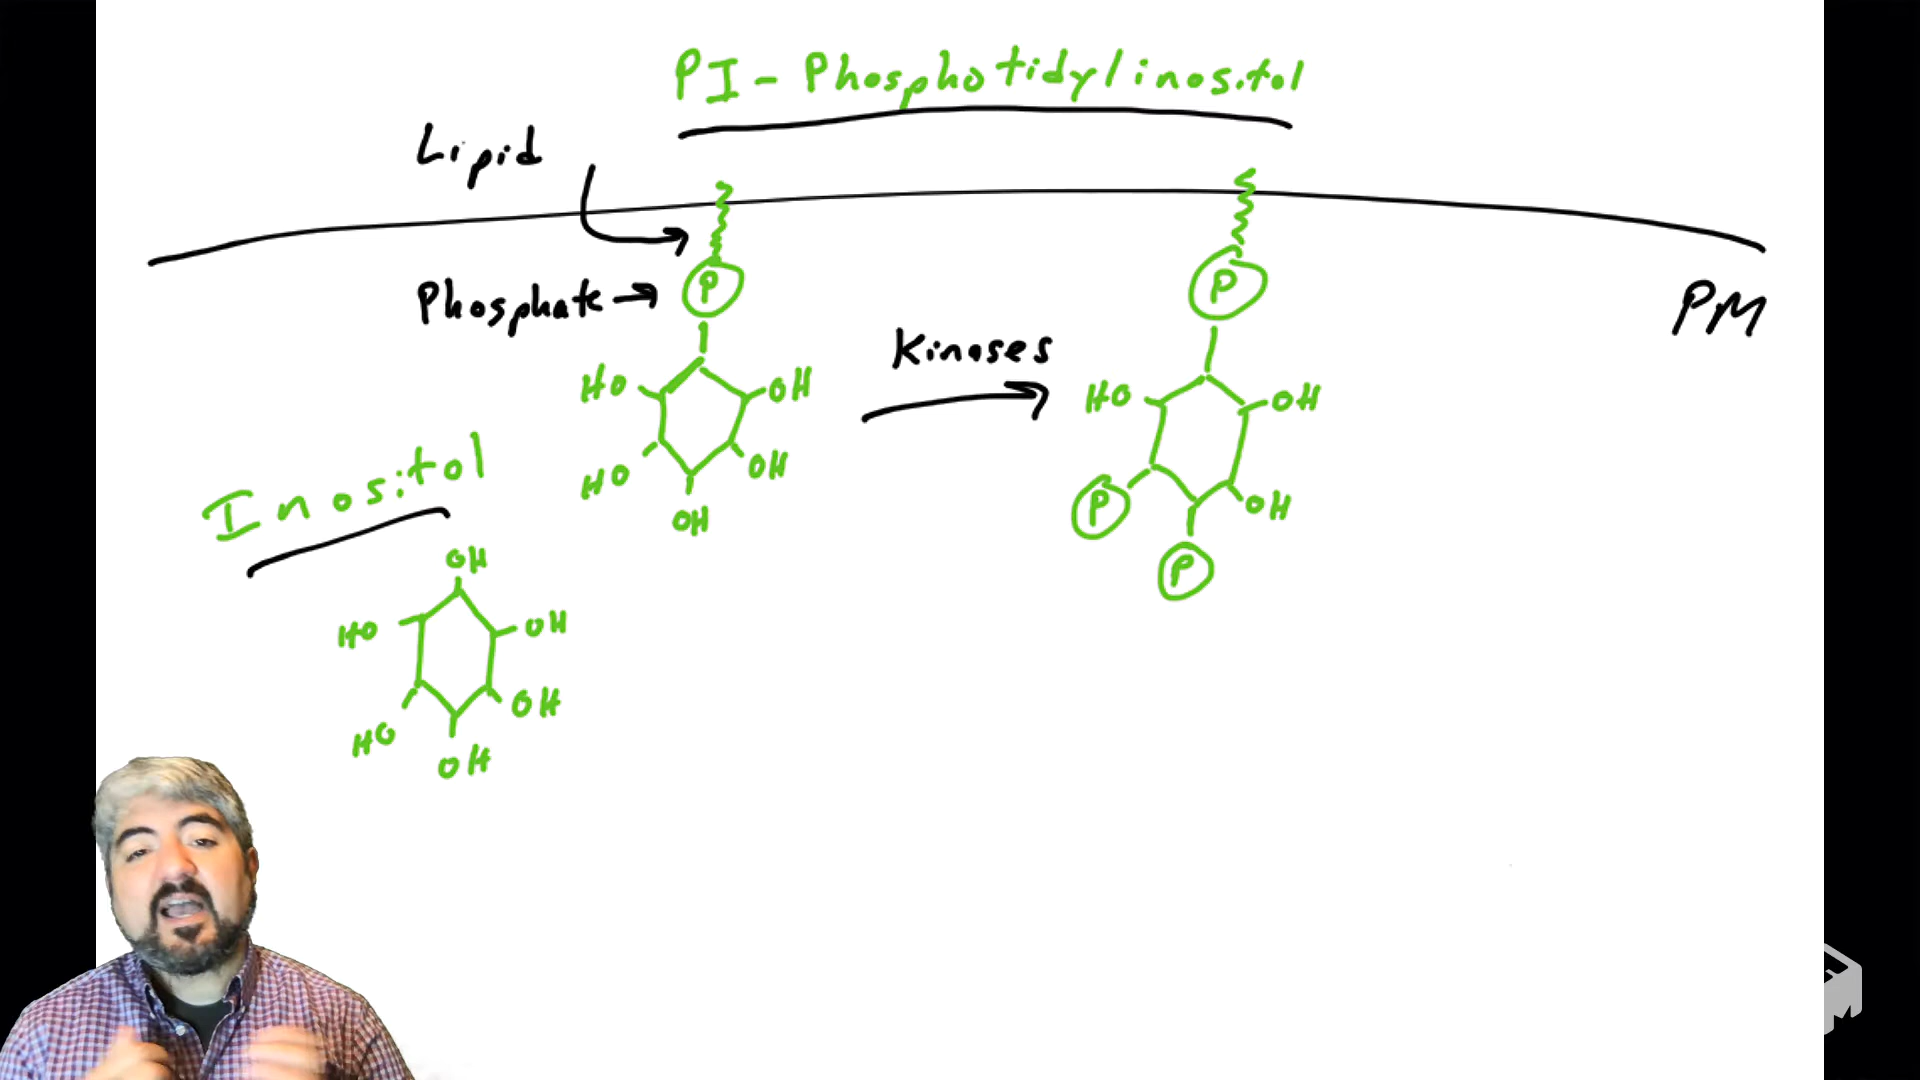 PI - Phosphotidylinositol
Lipid
Phosphate
P
P
PM
Kinases
HO
OH
HO
OH
OH
HO
OH
P
OH
P
Inositol
OH
HO
OH
HO
OH
OH